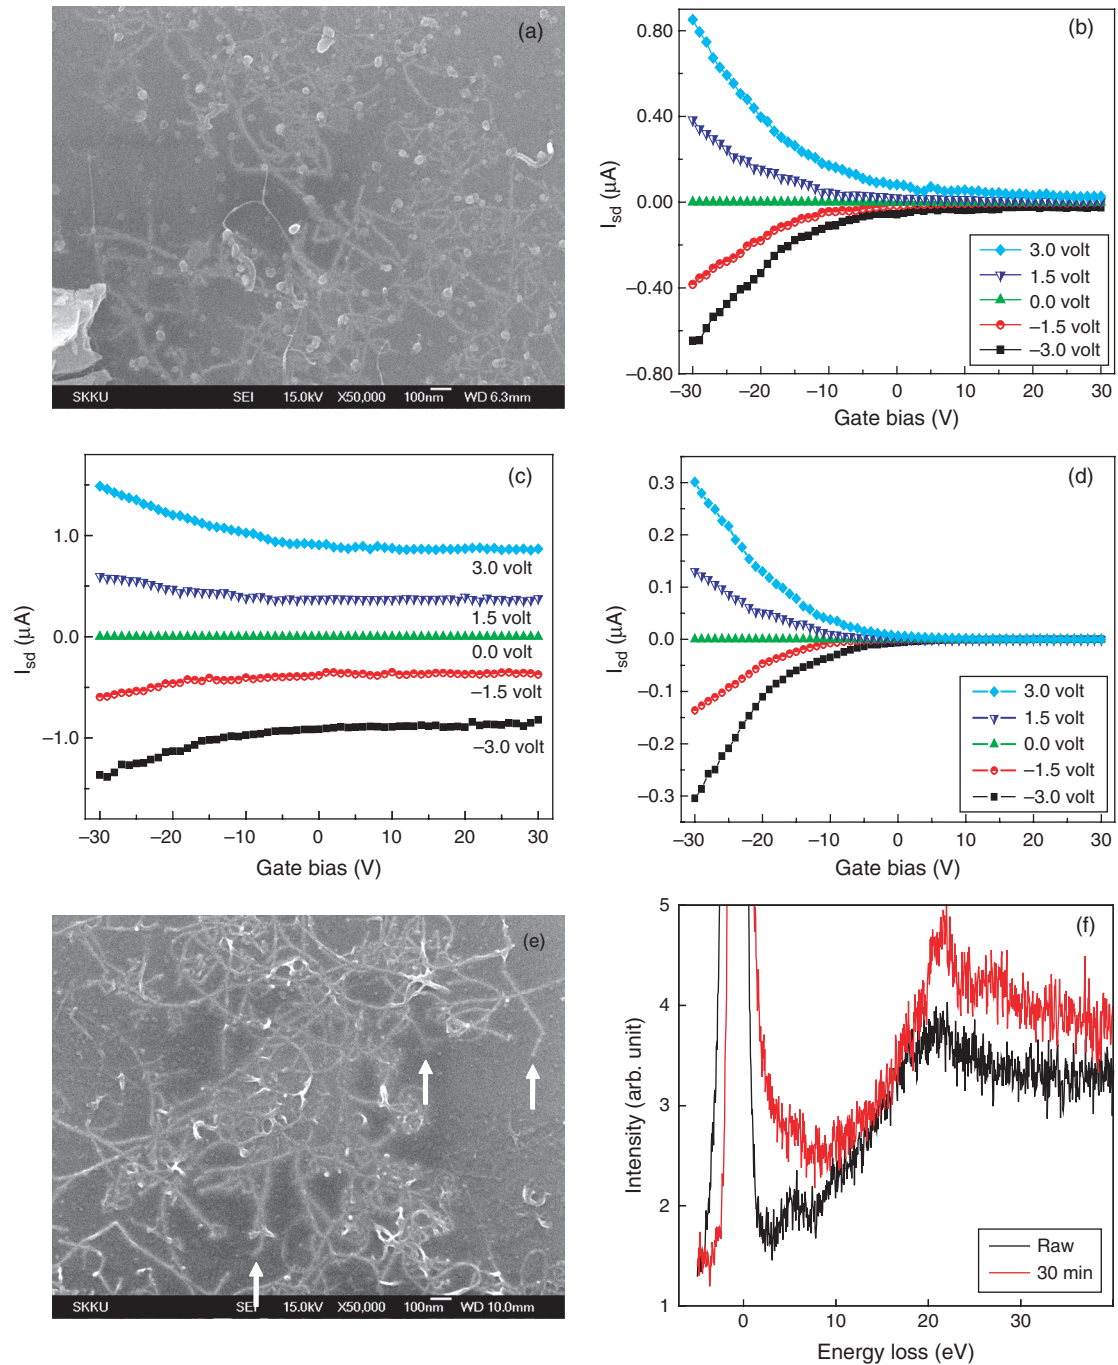 (a)
SKKU SEI 15.0kV X50,000 100nm WD 6.3mm
(b)
0.80
0.40
0.00
−0.40
−0.80
I_sd (μA)
3.0 volt
1.5 volt
0.0 volt
−1.5 volt
−3.0 volt
−30 −20 −10 0 10 20 30
Gate bias (V)
(c)
1.0
0.0
−1.0
I_sd (μA)
3.0 volt
1.5 volt
0.0 volt
−1.5 volt
−3.0 volt
−30 −20 −10 0 10 20 30
Gate bias (V)
(d)
0.3
0.2
0.1
0.0
−0.1
−0.2
−0.3
I_sd (μA)
3.0 volt
1.5 volt
0.0 volt
−1.5 volt
−3.0 volt
−30 −20 −10 0 10 20 30
Gate bias (V)
(e)
SKKU SEI 15.0kV X50,000 100nm WD 10.0mm
(f)
5
4
3
2
1
Intensity (arb. unit)
Raw
30 min
0 10 20 30
Energy loss (eV)